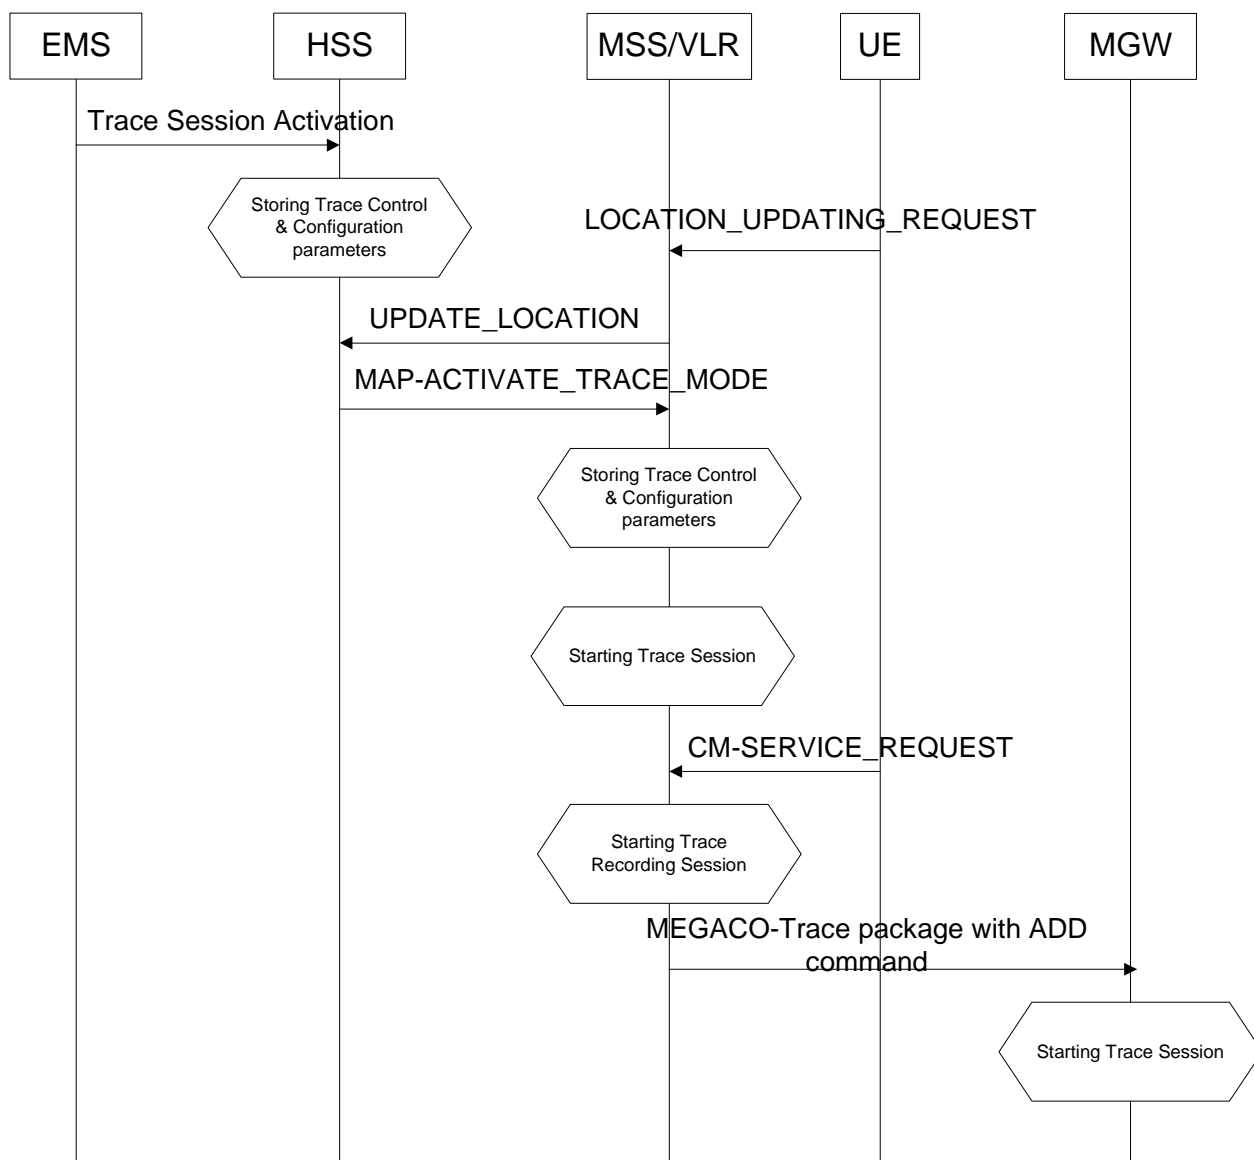 EMS
HSS
MSS/VLR
UE
MGW
Trace Session Activation
Storing Trace Control
& Configuration
parameters
LOCATION_UPDATING_REQUEST
UPDATE_LOCATION
MAP-ACTIVATE_TRACE_MODE
Storing Trace Control
& Configuration
parameters
Starting Trace Session
CM-SERVICE_REQUEST
Starting Trace
Recording Session
MEGACO-Trace package with ADD
command
Starting Trace Session